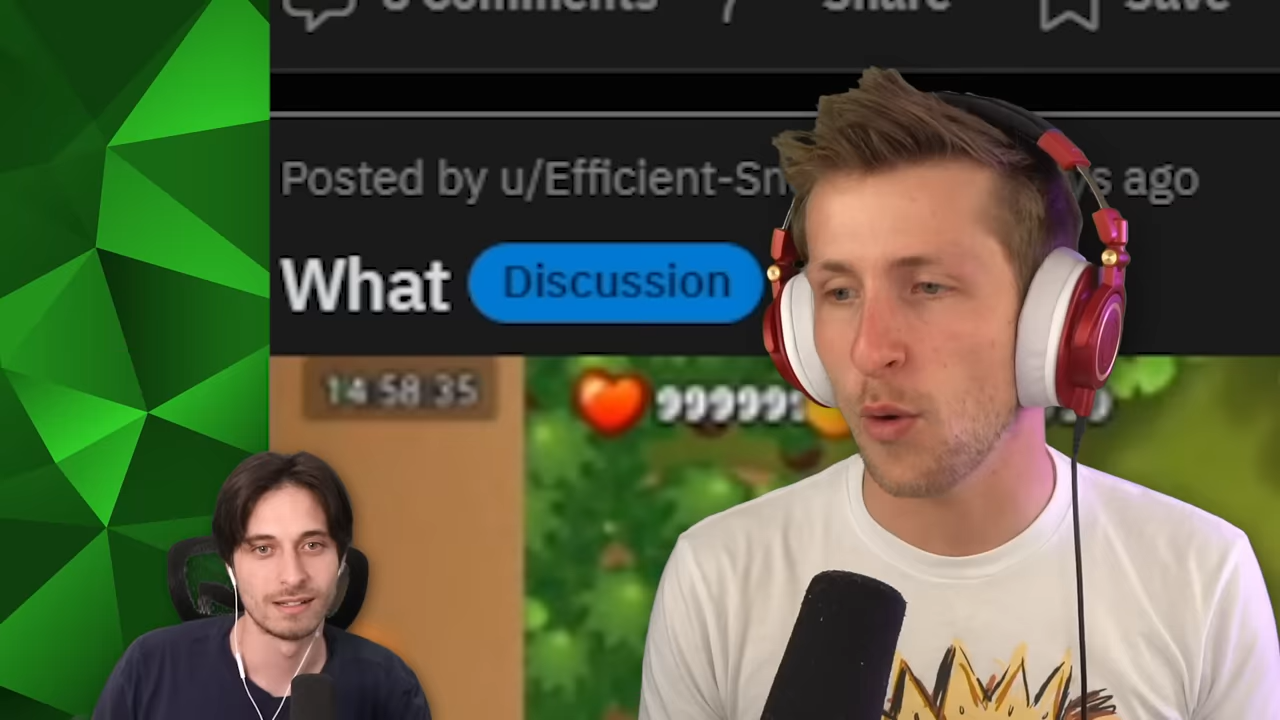 Comments
Share
Save
Posted by u/Efficient-Sn
ago
What Discussion
14:58:35